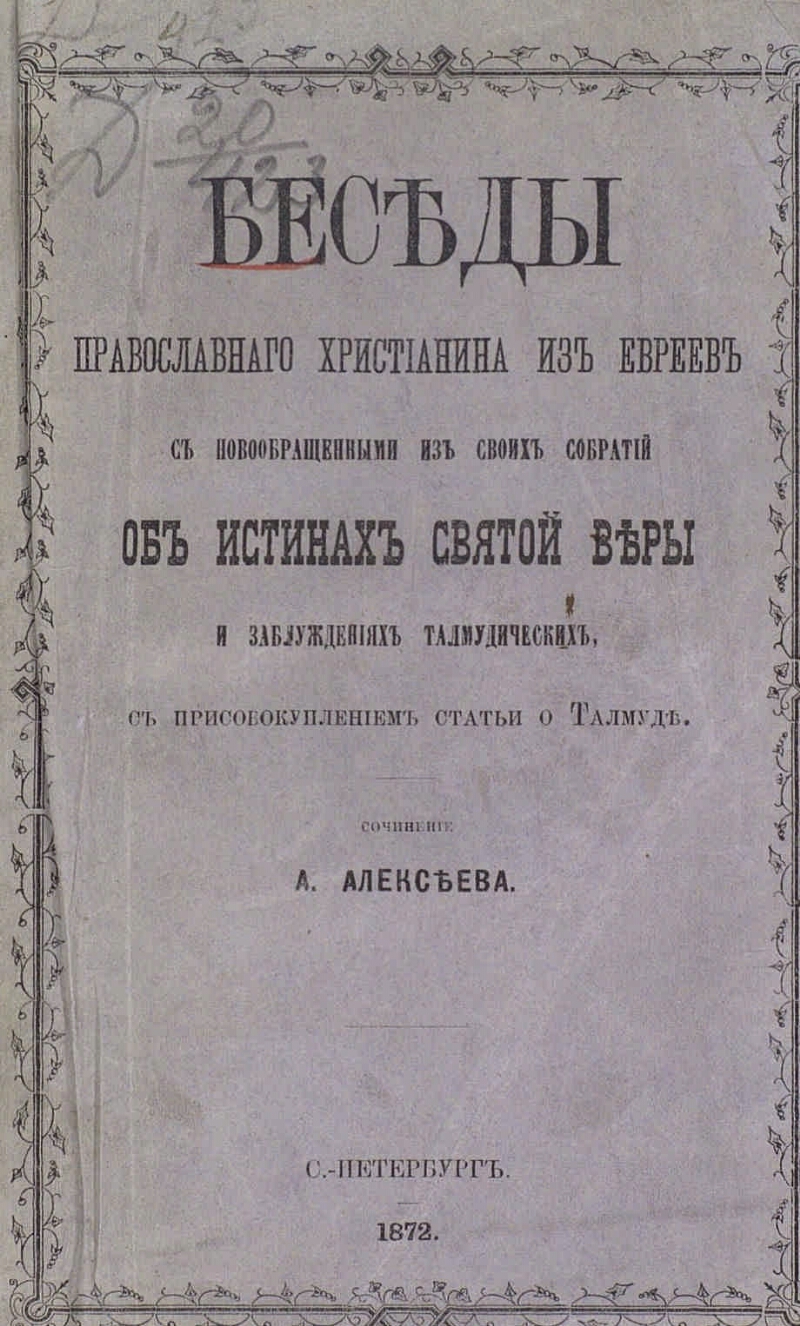 БЕСѢДЫ
ПРАВОСЛАВНАГО ХРИСТІАНИНА ИЗЪ ЕВРЕЕВЪ
СЪ НОВООБРАЩЕННЫМИ ИЗЪ СВОИХЪ СОБРАТІЙ
ОБЪ ИСТИНАХЪ СВЯТОЙ ВѢРЫ
И ЗАБЛУЖДЕНІЯХЪ ТАЛМУДИЧЕСКИХЪ,
СЪ ПРИСОВОКУПЛЕНІЕМЪ СТАТЬИ О ТАЛМУДѢ.
СОЧИНЕНІЕ
А. АЛЕКСѢЕВА.
С.-ПЕТЕРБУРГЪ.
1872.